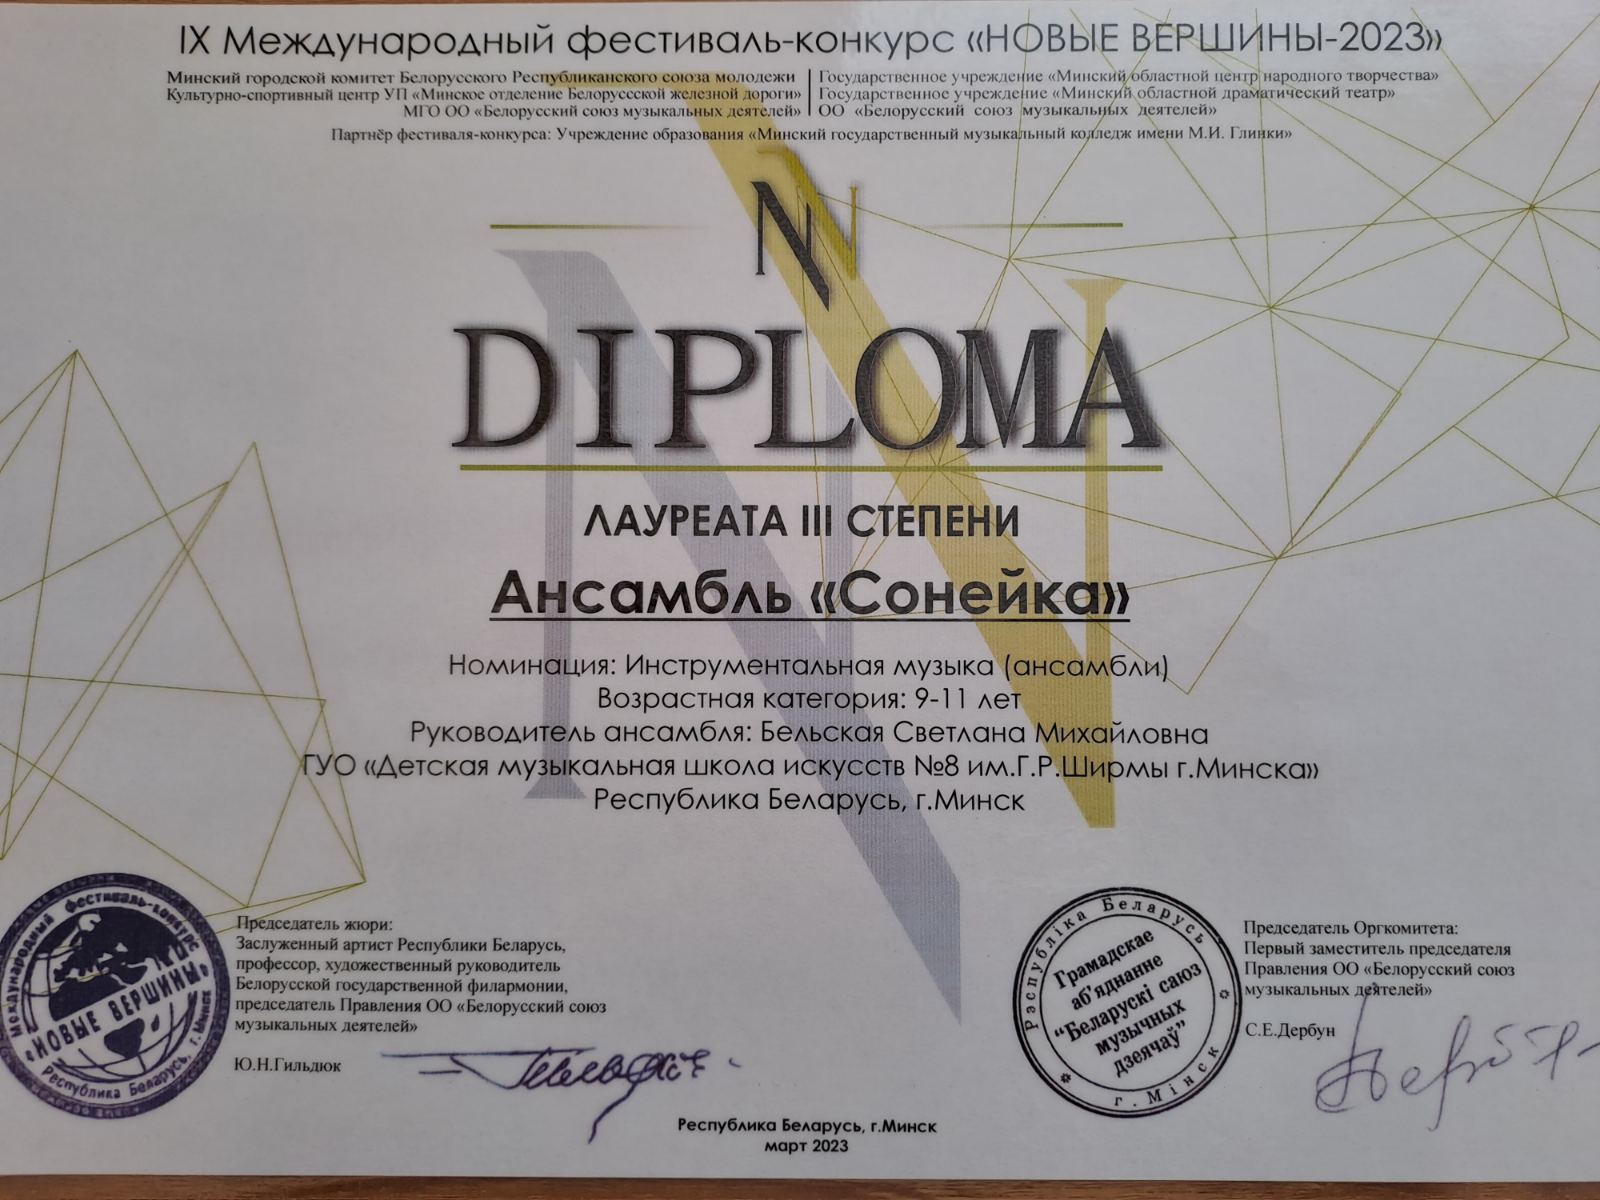 IX Международный фестиваль-конкурс «НОВЫЕ ВЕРШИНЫ-2023»
Минский городской комитет Белорусского Республиканского союза молодежи
Культурно-спортивный центр УП «Минское отделение Белоруссской железной дороги»
МГО ОО «Белорусский союз музыкальных деятелей»
Государственное учреждение «Минский областной центр народного творчества»
Государственное учреждение «Минский областной драматический театр»
ОО «Белорусский союз музыкальных деятелей»
Партнёр фестиваля-конкурса: Учреждение образования «Минский государственный музыкальный колледж имени М.И. Глинки»
DIPLOMA
ЛАУРЕАТА III СТЕПЕНИ
Ансамбль «Сонейка»
Номинация: Инструментальная музыка (ансамбли)
Возрастная категория: 9-11 лет
Руководитель ансамбля: Бельская Светлана Михайловна
ГУО «Детская музыкальная школа искусств №8 им.Г.Р.Ширмы г.Минска»
Республика Беларусь, г.Минск
Международный фестиваль-конкурс
«НОВЫЕ ВЕРШИНЫ»
Республика Беларусь, г. Минск
Председатель жюри:
Заслуженный артист Республики Беларусь,
профессор, художественный руководитель
Белорусской государственной филармонии,
председатель Правления ОО «Белорусский союз
музыкальных деятелей»
Ю.Н.Гильдюк
Рэспубліка Беларусь
Грамадскае
аб'яднанне
"Беларускі саюз
музычных
дзеячаў"
г. Мінск
Председатель Оргкомитета:
Первый заместитель председателя
Правления ОО «Белорусский союз
музыкальных деятелей»
С.Е.Дербун
Республика Беларусь, г.Минск
март 2023